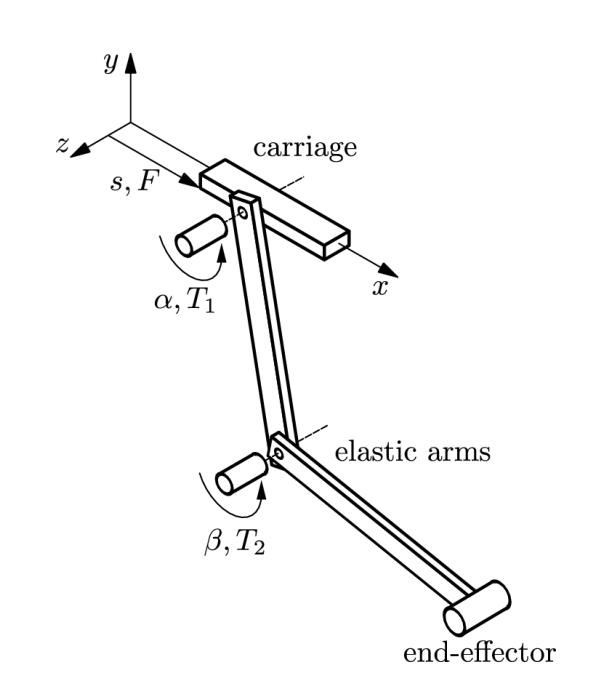 y
z
carriage
s, F
x
α, T₁
elastic arms
β, T₂
end-effector